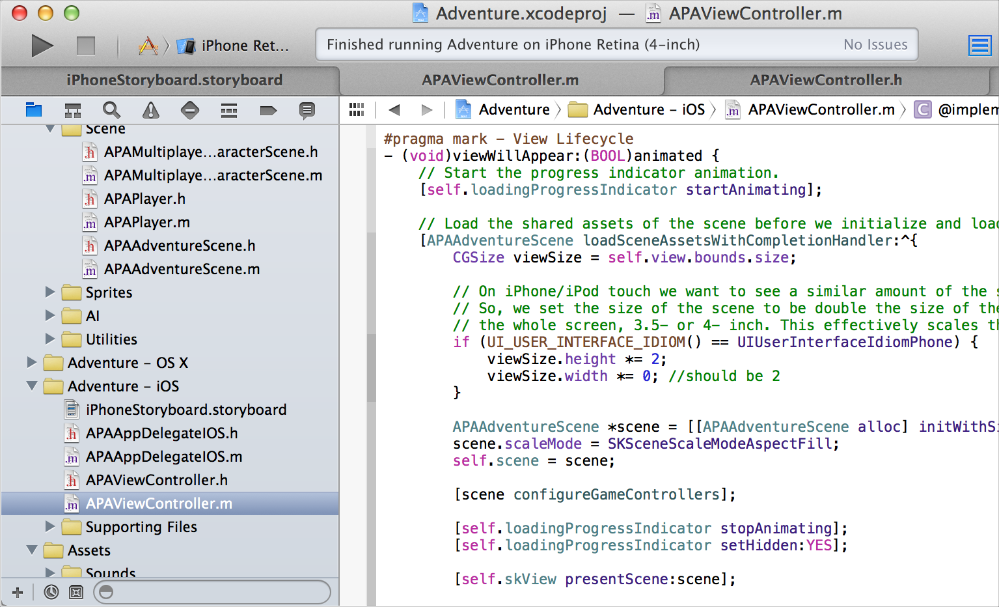 Adventure.xcodeproj — APAViewController.m
iPhone Ret...
Finished running Adventure on iPhone Retina (4-inch)
No Issues
iPhoneStoryboard.storyboard
APAViewController.m
APAViewController.h
Adventure
Adventure – iOS
APAViewController.m
C
@implem
Scene
APAMultiplaye...aracterScene.h
APAMultiplaye...aracterScene.m
APAPlayer.h
APAPlayer.m
APAAdventureScene.h
APAAdventureScene.m
Sprites
AI
Utilities
Adventure – OS X
Adventure – iOS
iPhoneStoryboard.storyboard
APAAppDelegateIOS.h
APAAppDelegateIOS.m
APAViewController.h
APAViewController.m
Supporting Files
Assets
Sounds
#pragma mark - View Lifecycle
- (void)viewWillAppear:(BOOL)animated {
// Start the progress indicator animation.
[self.loadingProgressIndicator startAnimating];
// Load the shared assets of the scene before we initialize and load
[APAAdventureScene loadSceneAssetsWithCompletionHandler:^{
CGSize viewSize = self.view.bounds.size;
// On iPhone/iPod touch we want to see a similar amount of the s
// So, we set the size of the scene to be double the size of the
// the whole screen, 3.5- or 4- inch. This effectively scales th
if (UI_USER_INTERFACE_IDIOM() == UIUserInterfaceIdiomPhone) {
viewSize.height *= 2;
viewSize.width *= 0; //should be 2
}
APAAdventureScene *scene = [[APAAdventureScene alloc] initWithSi
scene.scaleMode = SKSceneScaleModeAspectFill;
self.scene = scene;
[scene configureGameControllers];
[self.loadingProgressIndicator stopAnimating];
[self.loadingProgressIndicator setHidden:YES];
[self.skView presentScene:scene];